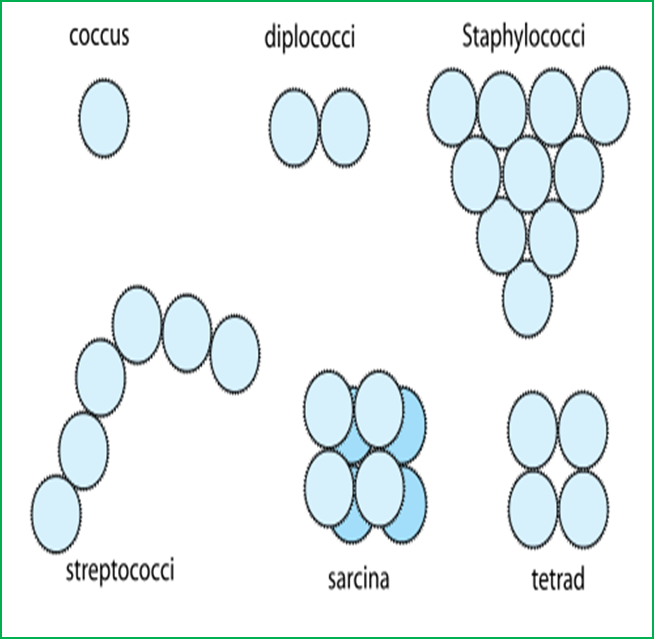 coccus
diplococci
Staphylococci
streptococci
sarcina
tetrad